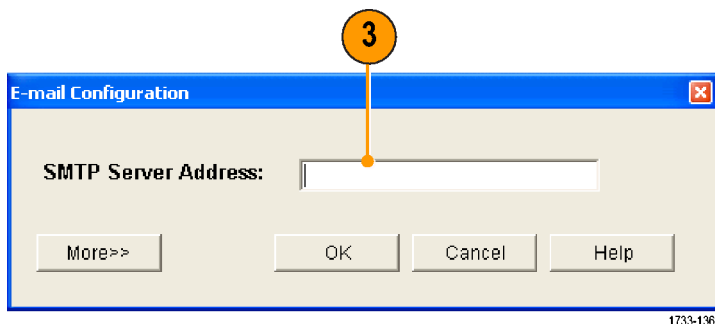 3
E-mail Configuration
SMTP Server Address:
More>> OK Cancel Help
1733-136